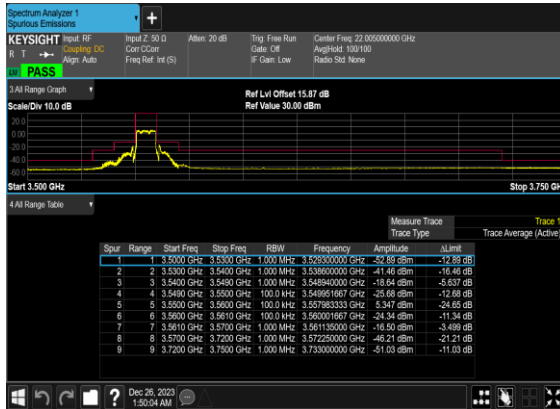 Spectrum Analyzer 1
Spurious Emissions
+
KEYSIGHT Input: RF Input Z: 50 Ω Atten: 20 dB Trig: Free Run Center Freq: 22.005000000 GHz
R T Coupling: DC Corr CCorr Gate: Off Avg|Hold: 100/100
Align: Auto Freq Ref: Int (S) IF Gain: Low Radio Std: None
PASS
3 All Range Graph
Ref Lvl Offset 15.87 dB
Scale/Div 10.0 dB Ref Value 30.00 dBm
20.0
0.00
-20.0
-40.0
-60.0
Start 3.500 GHz Stop 3.750 GH
4 All Range Table
Measure Trace Trace 1
Trace Type Trace Average (Active)
Spur Range Start Freq Stop Freq RBW Frequency Amplitude ΔLimit
1 1 3.5000 GHz 3.5300 GHz 1.000 MHz 3.529300000 GHz -52.89 dBm -12.89 dB
2 2 3.5300 GHz 3.5400 GHz 1.000 MHz 3.538600000 GHz -41.46 dBm -16.46 dB
3 3 3.5400 GHz 3.5490 GHz 1.000 MHz 3.548940000 GHz -18.64 dBm -5.637 dB
4 4 3.5490 GHz 3.5500 GHz 100.0 kHz 3.549951667 GHz -25.68 dBm -12.68 dB
5 5 3.5500 GHz 3.5600 GHz 100.0 kHz 3.557983333 GHz 5.347 dBm -24.65 dB
6 6 3.5600 GHz 3.5610 GHz 100.0 kHz 3.560001667 GHz -24.34 dBm -11.34 dB
7 7 3.5610 GHz 3.5700 GHz 1.000 MHz 3.561135000 GHz -16.50 dBm -3.499 dB
8 8 3.5700 GHz 3.7200 GHz 1.000 MHz 3.572250000 GHz -46.21 dBm -21.21 dB
9 9 3.7200 GHz 3.7500 GHz 1.000 MHz 3.733000000 GHz -51.03 dBm -11.03 dB
? Dec 26, 2023
1:50:04 AM